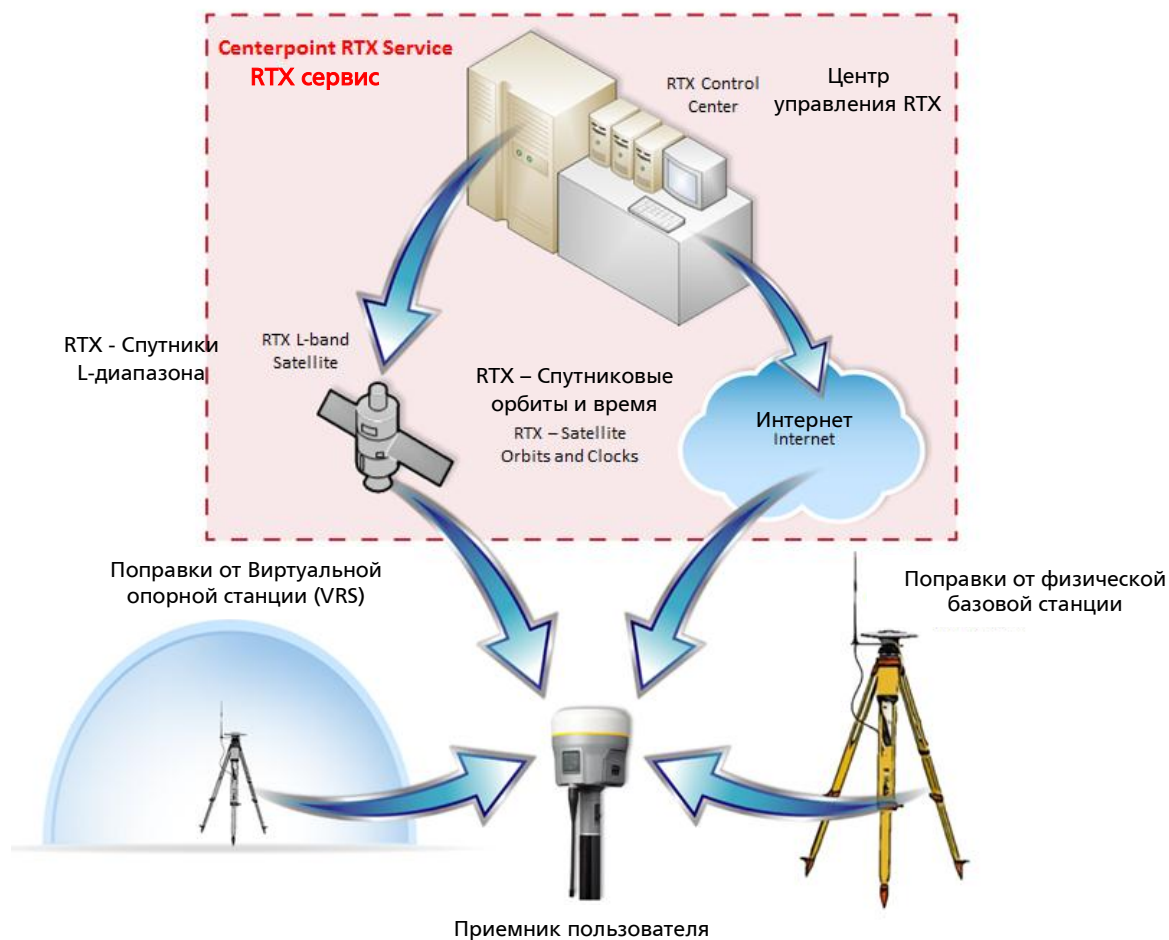 Centerpoint RTX Service
RTX сервис
RTX Control
Center
Центр
управления RTX
RTX - Спутники
L-диапазона
RTX L-band
Satellite
RTX – Спутниковые
орбиты и время
RTX – Satellite
Orbits and Clocks
Интернет
Internet
Поправки от Виртуальной
опорной станции (VRS)
Поправки от физической
базовой станции
Приемник пользователя